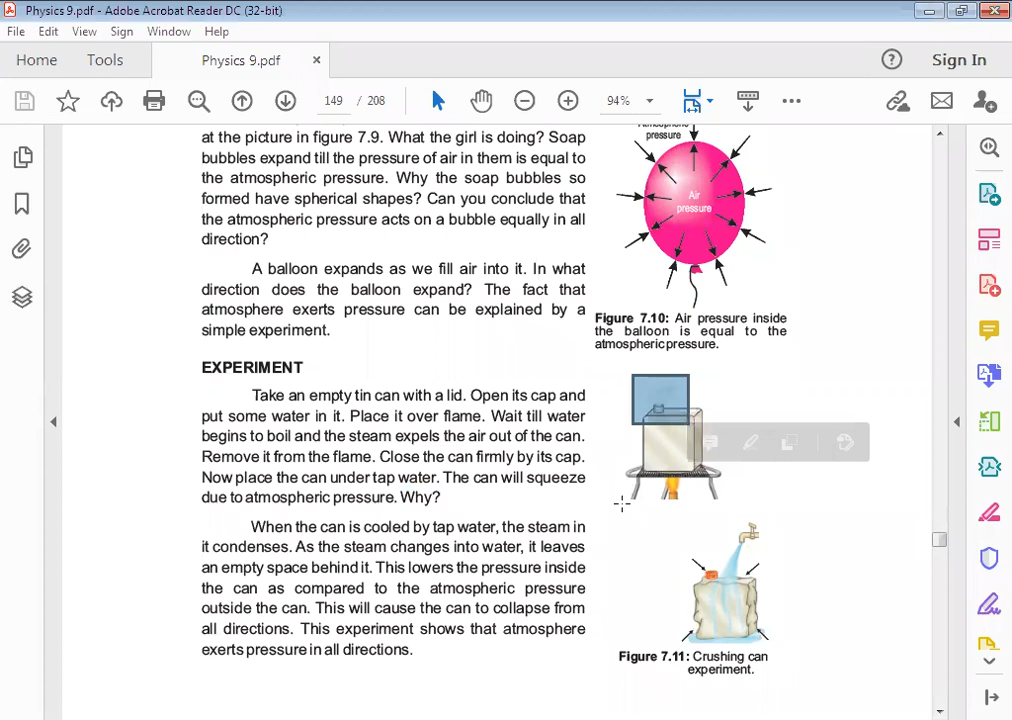 Physics 9.pdf - Adobe Acrobat Reader DC (32-bit)
File Edit View Sign Window Help
Home Tools Physics 9.pdf × Sign In
149 / 208 94%
at the picture in figure 7.9. What the girl is doing? Soap
bubbles expand till the pressure of air in them is equal to
the atmospheric pressure. Why the soap bubbles so
formed have spherical shapes? Can you conclude that
the atmospheric pressure acts on a bubble equally in all
direction?
A balloon expands as we fill air into it. In what
direction does the balloon expand? The fact that
atmosphere exerts pressure can be explained by a
simple experiment.
EXPERIMENT
Take an empty tin can with a lid. Open its cap and
put some water in it. Place it over flame. Wait till water
begins to boil and the steam expels the air out of the can.
Remove it from the flame. Close the can firmly by its cap.
Now place the can under tap water. The can will squeeze
due to atmospheric pressure. Why?
When the can is cooled by tap water, the steam in
it condenses. As the steam changes into water, it leaves
an empty space behind it. This lowers the pressure inside
the can as compared to the atmospheric pressure
outside the can. This will cause the can to collapse from
all directions. This experiment shows that atmosphere
exerts pressure in all directions.
Atmospheric
pressure
Air
pressure
Figure 7.10: Air pressure inside
the balloon is equal to the
atmospheric pressure.
Figure 7.11: Crushing can
experiment.